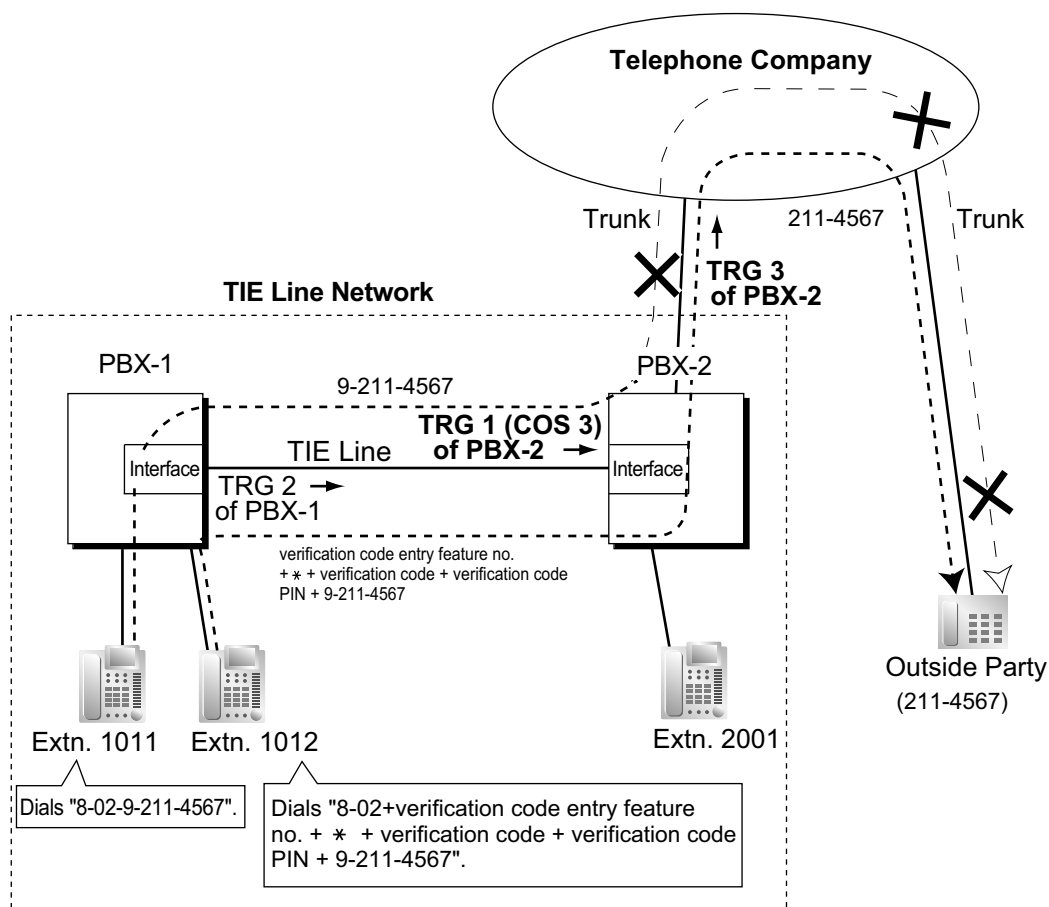 Telephone Company
Trunk
211-4567
Trunk
TRG 3
of PBX-2
TIE Line Network
PBX-1
PBX-2
9-211-4567
TRG 1 (COS 3)
of PBX-2
TIE Line
Interface
Interface
TRG 2
of PBX-1
verification code entry feature no.
+ * + verification code + verification code
PIN + 9-211-4567
Outside Party
(211-4567)
Extn. 1011
Extn. 1012
Extn. 2001
Dials "8-02-9-211-4567".
Dials "8-02+verification code entry feature
no. + * + verification code + verification code
PIN + 9-211-4567".